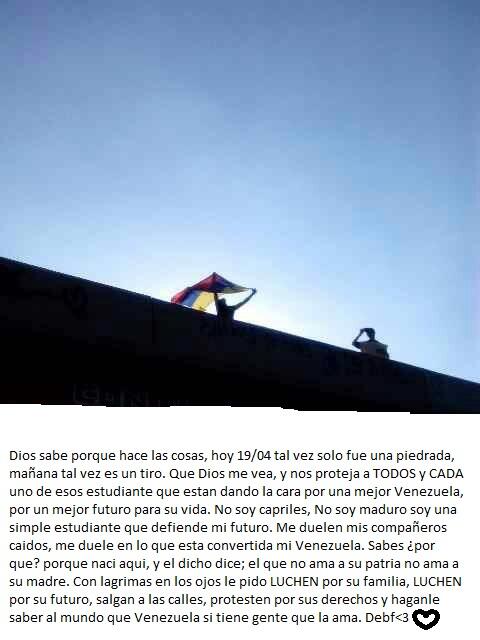 Dios sabe porque hace las cosas, hoy 19/04 tal vez solo fue una piedrada,
mañana tal vez es un tiro. Que Dios me vea, y nos proteja a TODOS y CADA
uno de esos estudiante que estan dando la cara por una mejor Venezuela,
por un mejor futuro para su vida. No soy capriles, No soy maduro soy una
simple estudiante que defiende mi futuro. Me duelen mis compañeros
caidos, me duele en lo que esta convertida mi Venezuela. Sabes ¿por
que? porque naci aqui, y el dicho dice; el que no ama a su patria no ama a
su madre. Con lagrimas en los ojos le pido LUCHEN por su familia, LUCHEN
por su futuro, salgan a las calles, protesten por sus derechos y haganle
saber al mundo que Venezuela si tiene gente que la ama. Debf<3